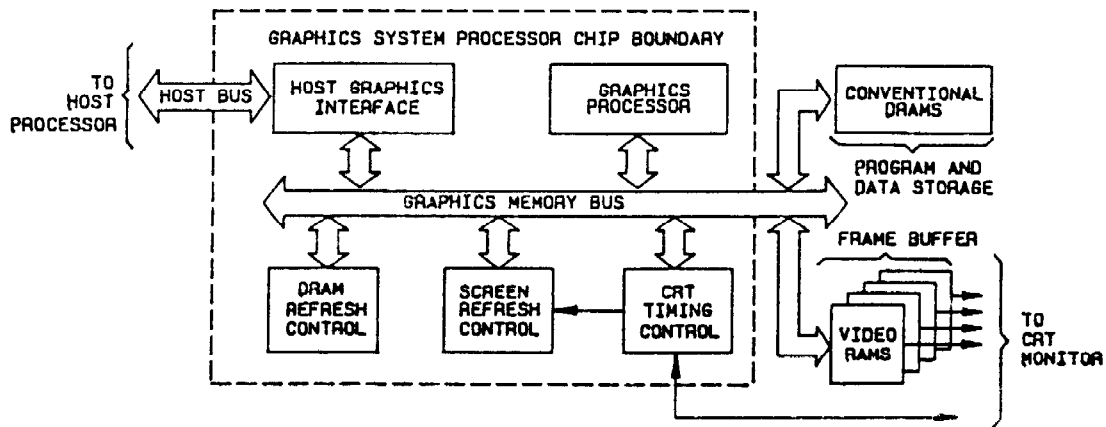 GRAPHICS SYSTEM PROCESSOR CHIP BOUNDARY
TO
HOST
PROCESSOR
HOST BUS
HOST GRAPHICS
INTERFACE
GRAPHICS
PROCESSOR
CONVENTIONAL
DRAMS
PROGRAM AND
DATA STORAGE
GRAPHICS MEMORY BUS
FRAME BUFFER
DRAM
REFRESH
CONTROL
SCREEN
REFRESH
CONTROL
CRT
TIMING
CONTROL
VIDEO
RAMS
TO
CRT
MONITOR